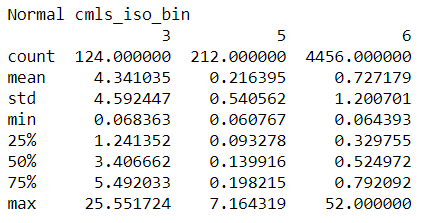 Normal cmls_iso_bin
3 5 6
count 124.000000 212.000000 4456.000000
mean 4.341035 0.216395 0.727179
std 4.592447 0.540562 1.200701
min 0.068363 0.060767 0.064393
25% 1.241352 0.093278 0.329755
50% 3.406662 0.139916 0.524972
75% 5.492033 0.198215 0.792092
max 25.551724 7.164319 52.000000